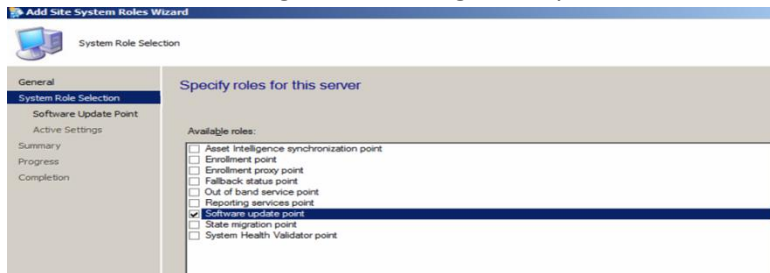 Add Site System Roles Wizard
System Role Selection
General
System Role Selection
Software Update Point
Active Settings
Summary
Progress
Completion
Specify roles for this server
Available roles:
Asset Intelligence synchronization point
Enrollment point
Enrollment proxy point
Fallback status point
Out of band service point
Reporting services point
Software update point
State migration point
System Health Validator point